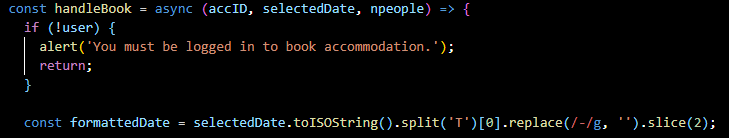 const handleBook = async (accID, selectedDate, npeople) => {
if (!user) {
alert('You must be logged in to book accommodation.');
return;
}
const formattedDate = selectedDate.toISOString().split('T')[0].replace(/-/g, '').slice(2);